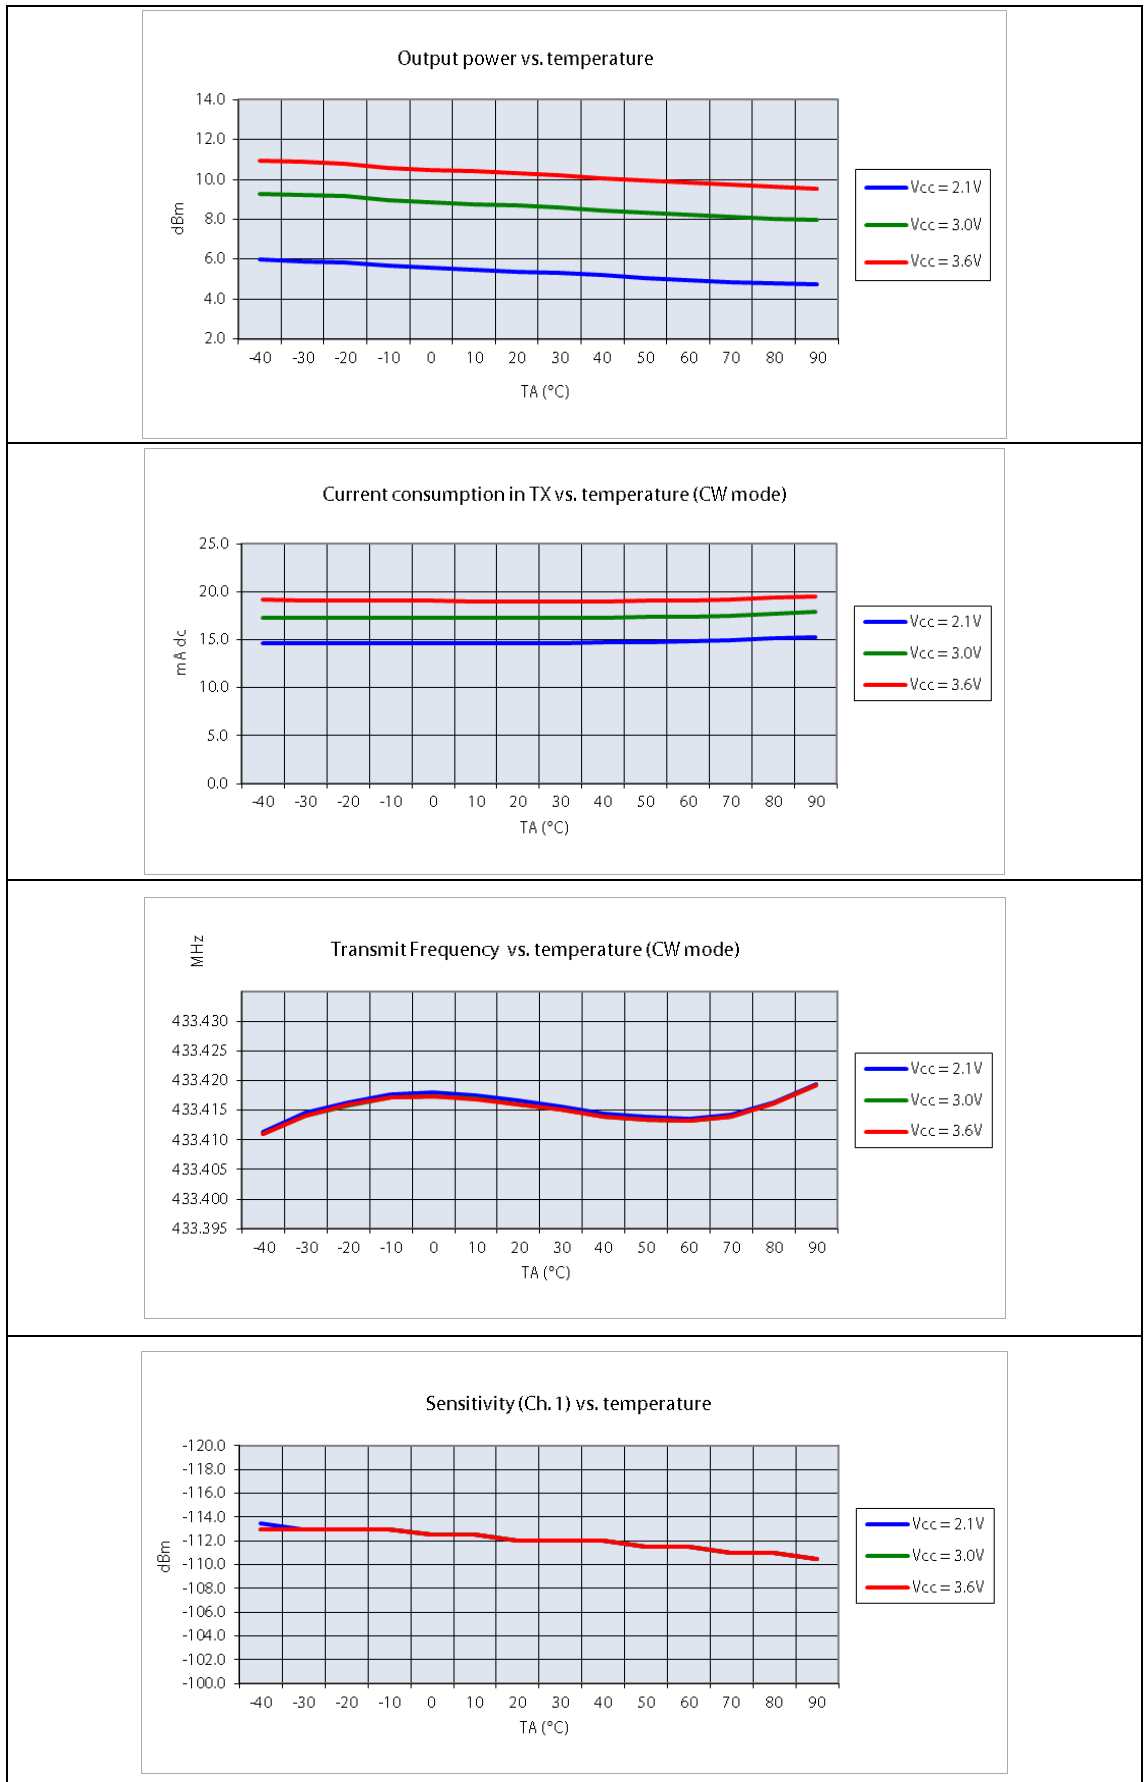 Output power vs. temperature
14.0
12.0
10.0
8.0
6.0
4.0
2.0
dBm
-40 -30 -20 -10 0 10 20 30 40 50 60 70 80 90
TA (°C)
Vcc = 2.1V
Vcc = 3.0V
Vcc = 3.6V
Current consumption in TX vs. temperature (CW mode)
25.0
20.0
15.0
10.0
5.0
0.0
mA dc
-40 -30 -20 -10 0 10 20 30 40 50 60 70 80 90
TA (°C)
Vcc = 2.1V
Vcc = 3.0V
Vcc = 3.6V
Transmit Frequency vs. temperature (CW mode)
MHz
433.430
433.425
433.420
433.415
433.410
433.405
433.400
433.395
-40 -30 -20 -10 0 10 20 30 40 50 60 70 80 90
TA (°C)
Vcc = 2.1V
Vcc = 3.0V
Vcc = 3.6V
Sensitivity (Ch. 1) vs. temperature
-120.0
-118.0
-116.0
-114.0
-112.0
-110.0
-108.0
-106.0
-104.0
-102.0
-100.0
dBm
-40 -30 -20 -10 0 10 20 30 40 50 60 70 80 90
TA (°C)
Vcc = 2.1V
Vcc = 3.0V
Vcc = 3.6V